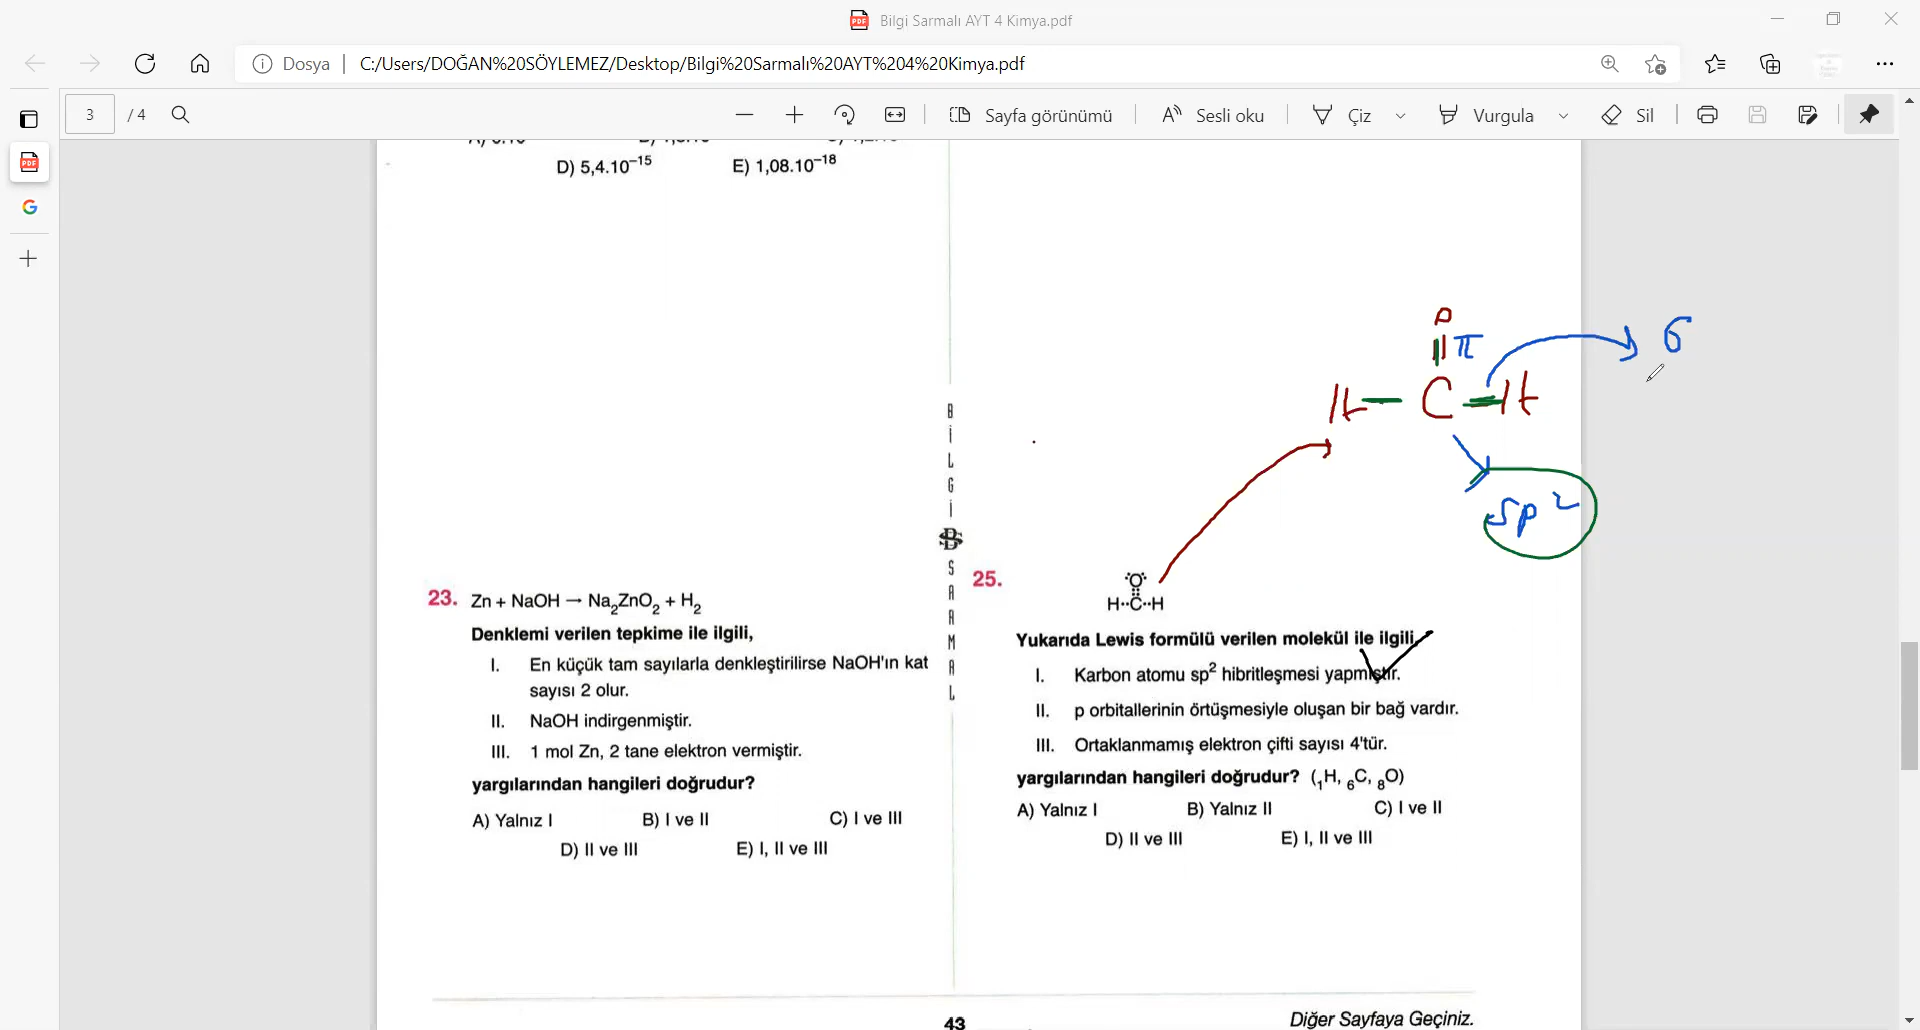 Bilgi Sarmalı AYT 4 Kimya.pdf
Dosya | C:/Users/DOĞAN%20SÖYLEMEZ/Desktop/Bilgi%20Sarmalı%20AYT%204%20Kimya.pdf
3 / 4 Sayfa görünümü Sesli oku Çiz Vurgula Sil
D) 5,4.10⁻¹⁵ E) 1,08.10⁻¹⁸
BİLGİ SARMAL
23. Zn + NaOH → Na₂ZnO₂ + H₂
Denklemi verilen tepkime ile ilgili,
I. En küçük tam sayılarla denkleştirilirse NaOH'ın kat
sayısı 2 olur.
II. NaOH indirgenmiştir.
III. 1 mol Zn, 2 tane elektron vermiştir.
yargılarından hangileri doğrudur?
A) Yalnız I B) I ve II C) I ve III
D) II ve III E) I, II ve III
π σ
H C H
sp²
25.
O
H C H
Yukarıda Lewis formülü verilen molekül ile ilgili,
I. Karbon atomu sp² hibritleşmesi yapmıştır.
II. p orbitallerinin örtüşmesiyle oluşan bir bağ vardır.
III. Ortaklanmamış elektron çifti sayısı 4'tür.
yargılarından hangileri doğrudur? (₁H, ₆C, ₈O)
A) Yalnız I B) Yalnız II C) I ve II
D) II ve III E) I, II ve III
43
Diğer Sayfaya Geçiniz.